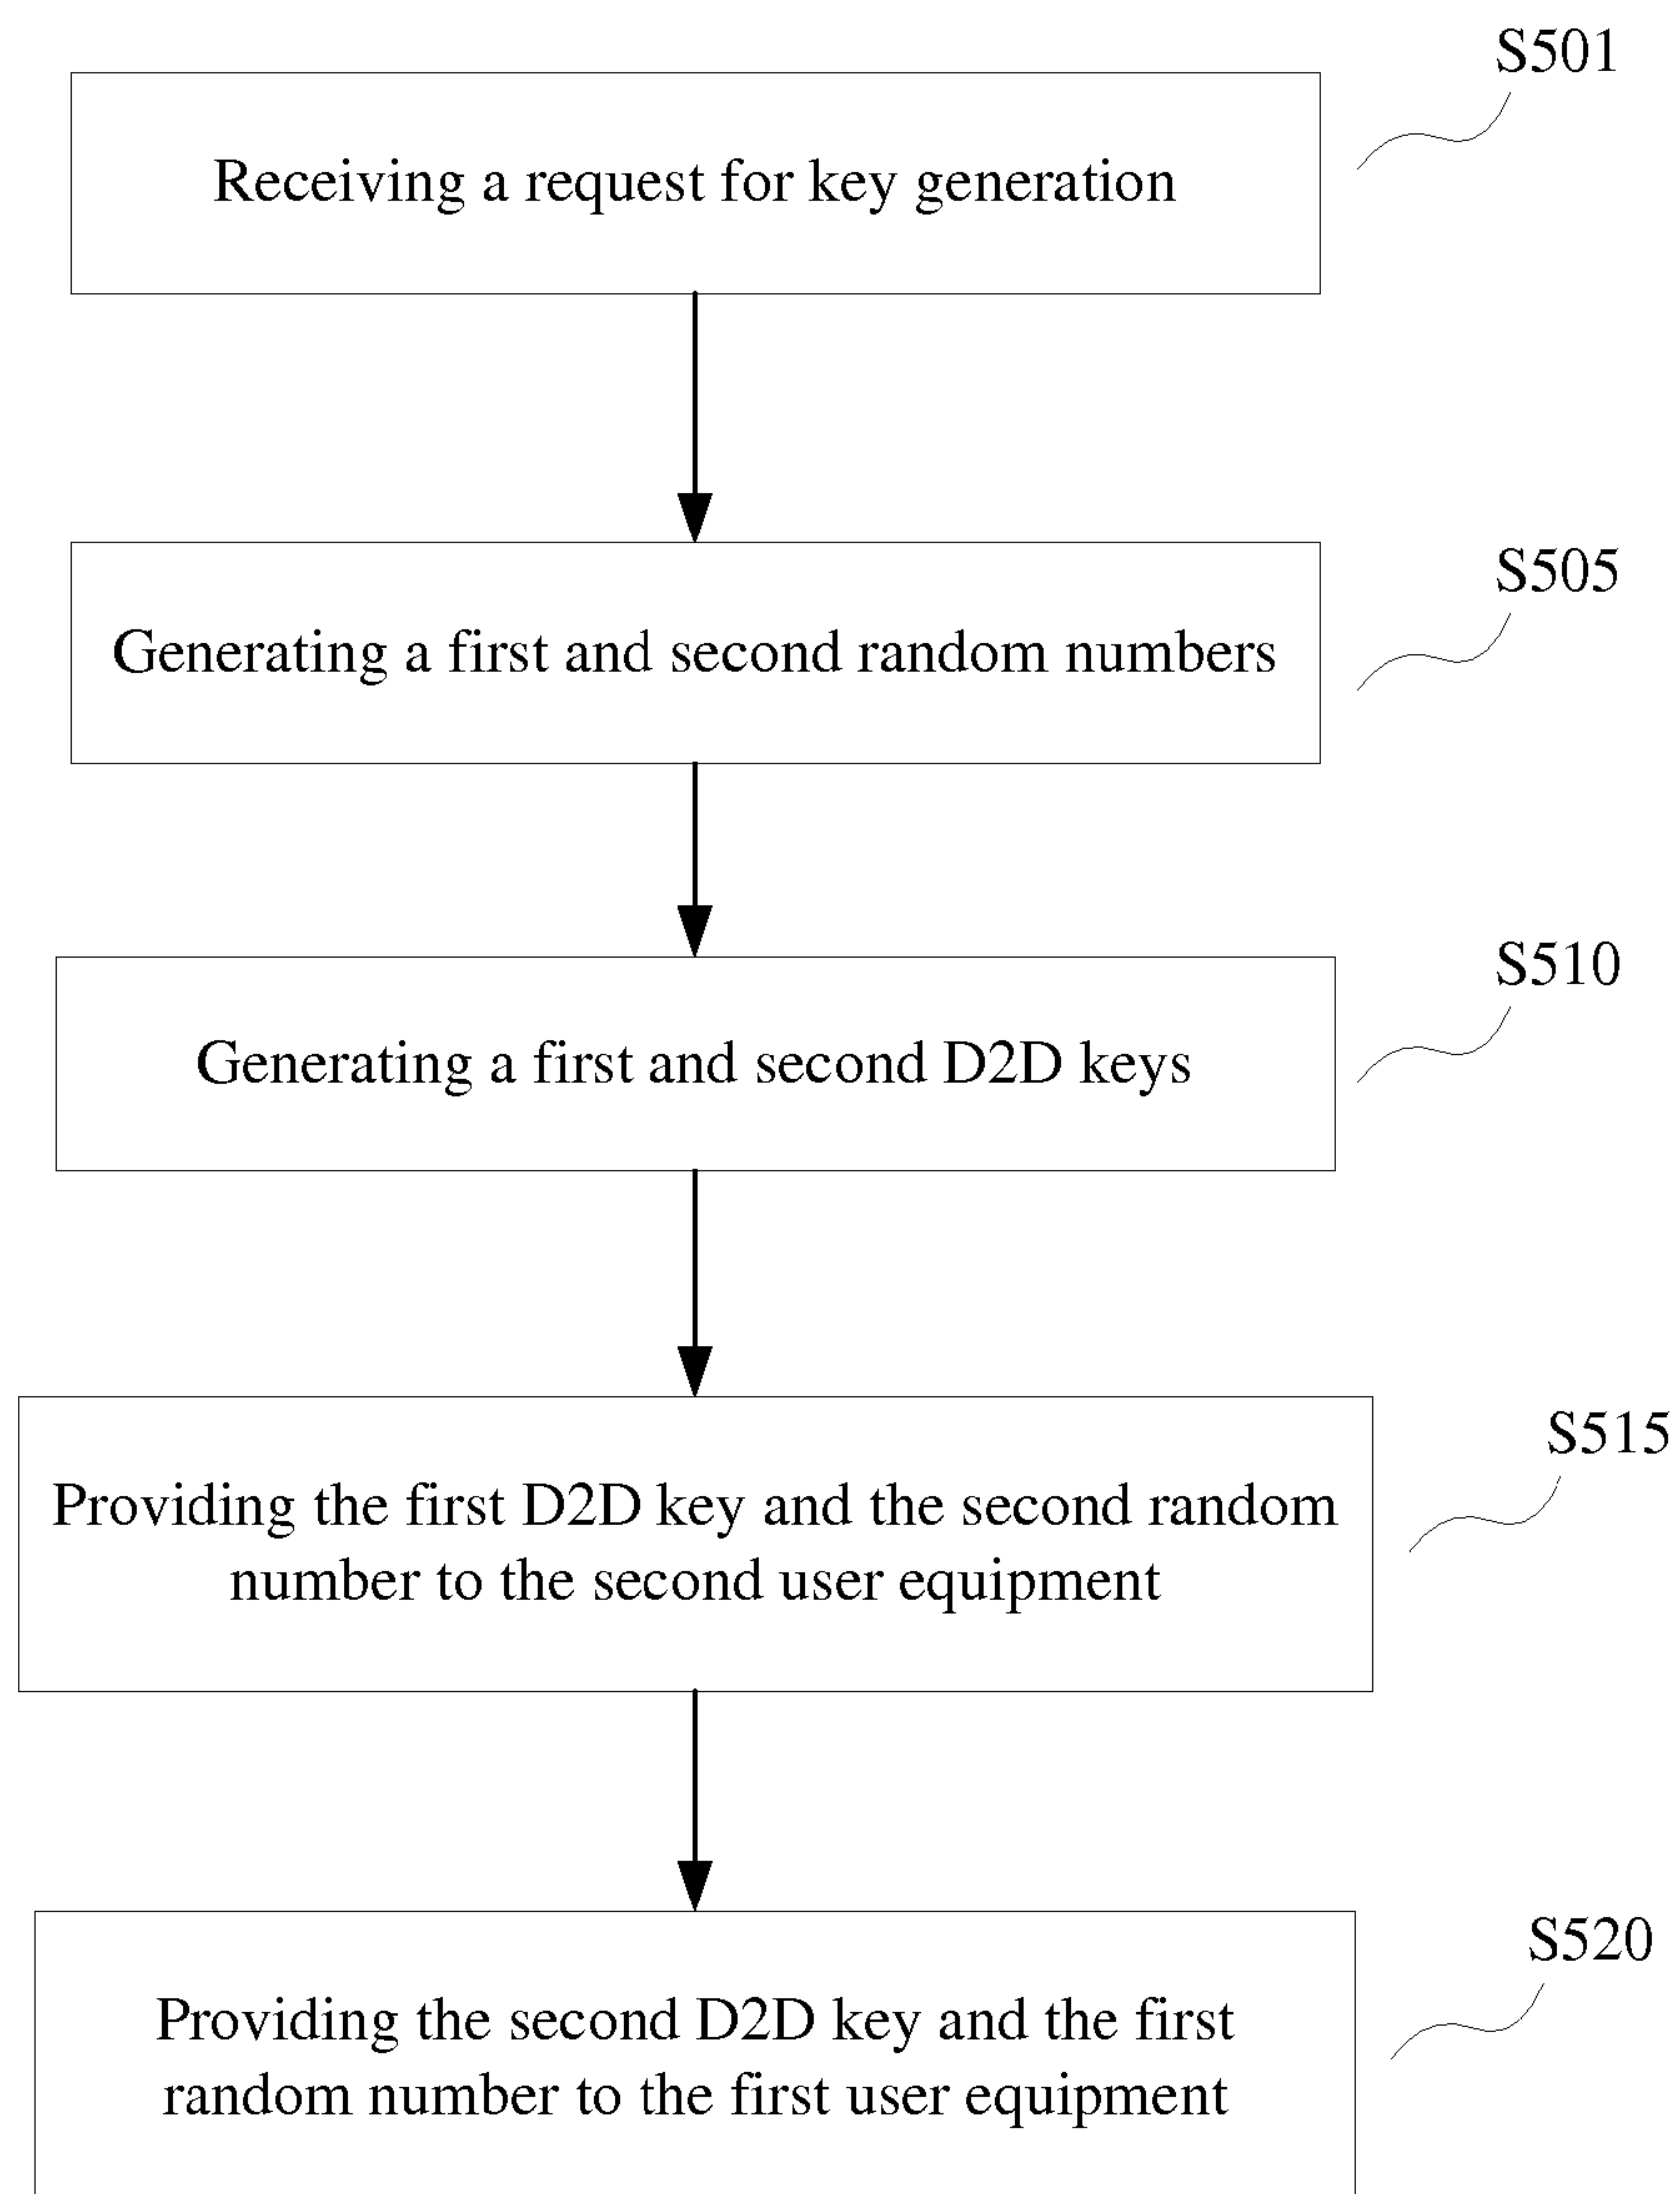 S501
Receiving a request for key generation
S505
Generating a first and second random numbers
S510
Generating a first and second D2D keys
S515
Providing the first D2D key and the second random
number to the second user equipment
S520
Providing the second D2D key and the first
random number to the first user equipment